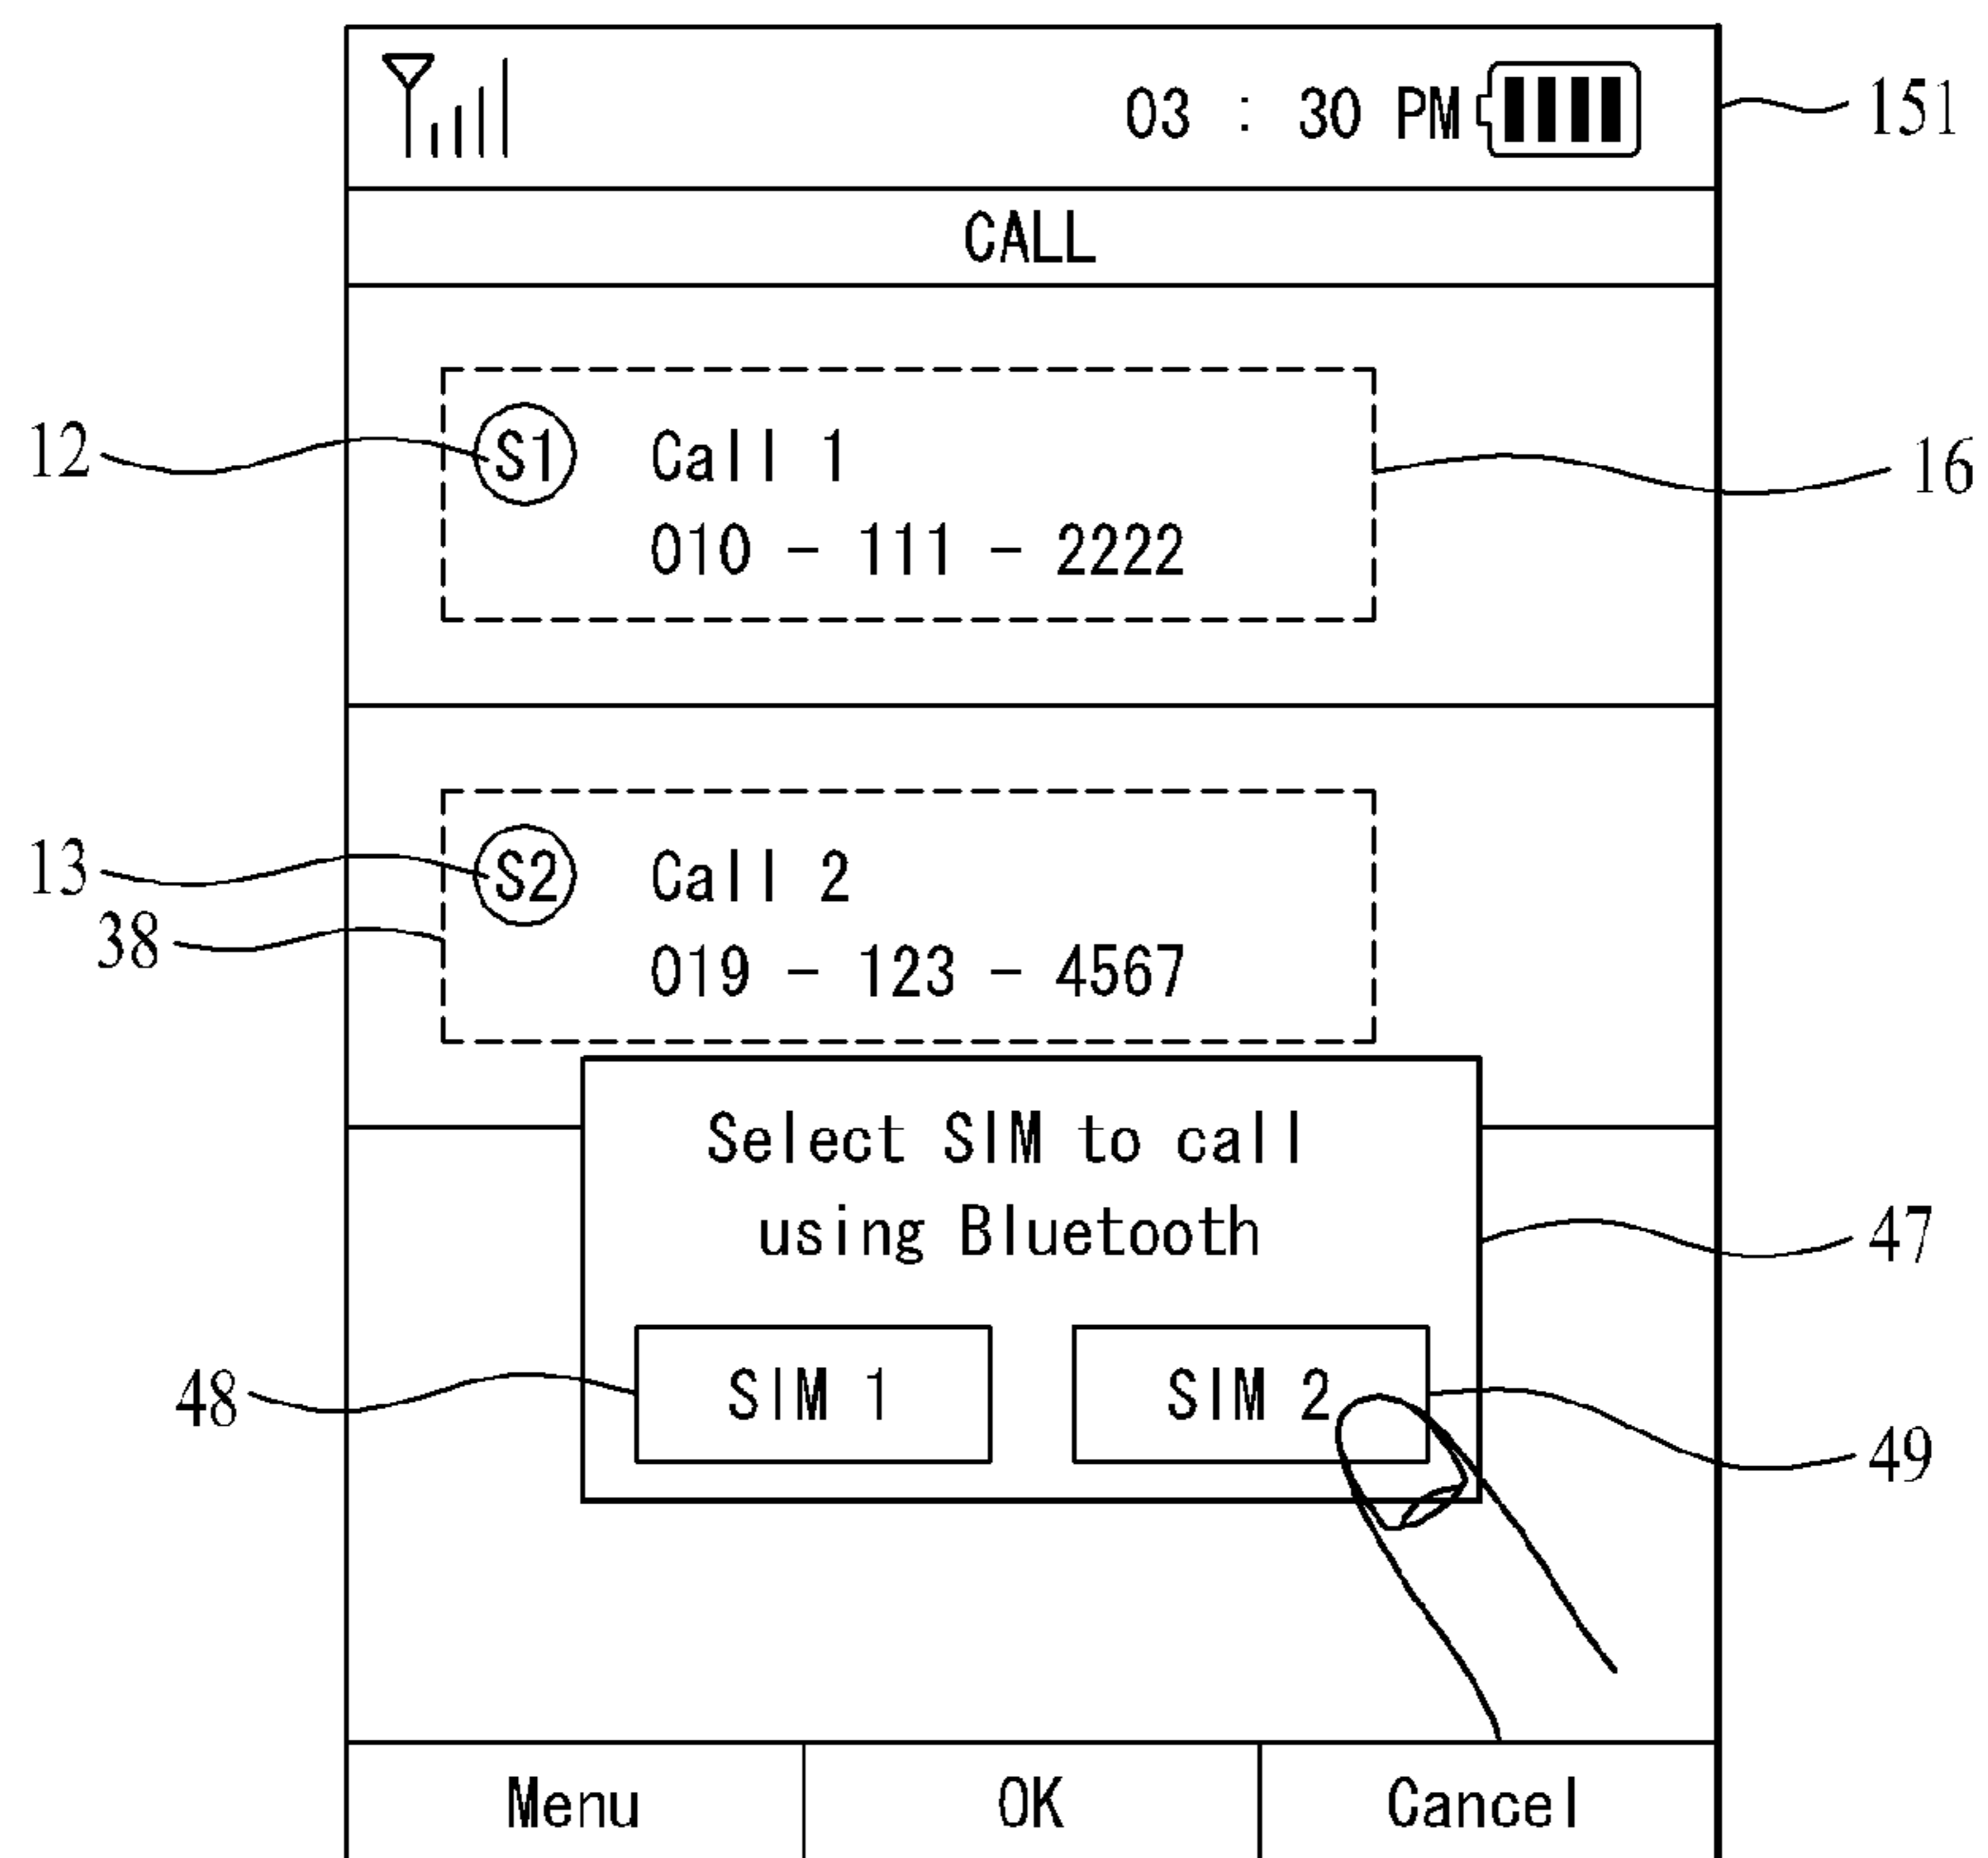 03 : 30 PM
151
CALL
12
S1 Call 1
16
010 - 111 - 2222
13
S2 Call 2
38
019 - 123 - 4567
Select SIM to call
using Bluetooth
47
48
SIM 1
SIM 2
49
Menu
OK
Cancel